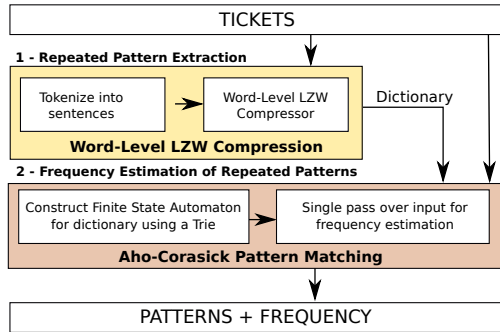 TICKETS
1 - Repeated Pattern Extraction
Tokenize into
sentences
Word-Level LZW
Compressor
Dictionary
Word-Level LZW Compression
2 - Frequency Estimation of Repeated Patterns
Construct Finite State Automaton
for dictionary using a Trie
Single pass over input for
frequency estimation
Aho-Corasick Pattern Matching
PATTERNS + FREQUENCY